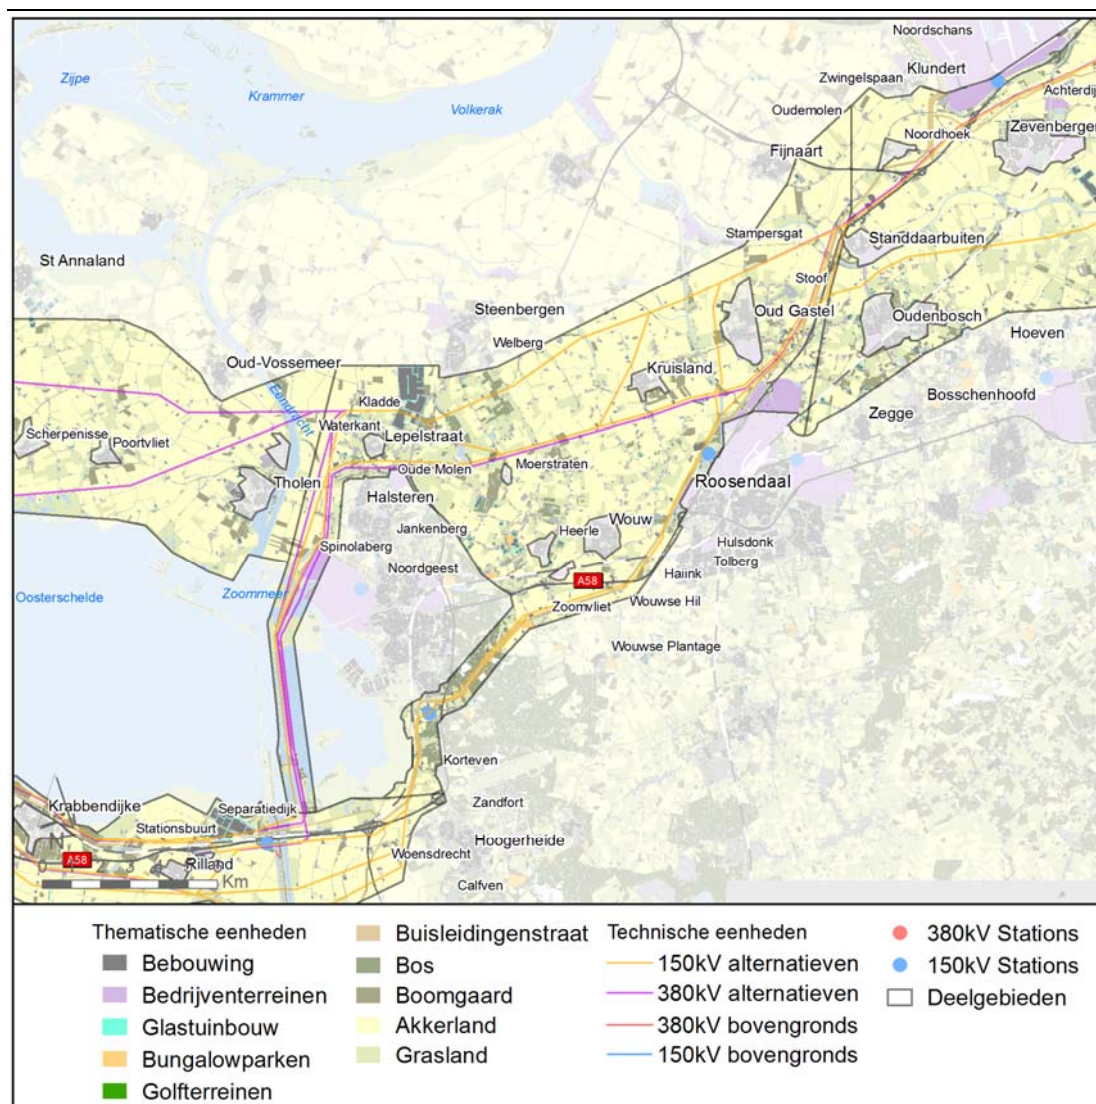 Noordschans
Klundert
Zwingelspaan
Zijpe
Krammer
Volkerak
Oudemolen
Achterdij
Noordhoek
Zevenbergen
Fijnaart
Stampersgat
Standdaarbuiten
St Annaland
Stoof
Steenbergen
Oud Gastel
Oudenbosch
Hoeven
Welberg
Oud-Vossemeer
Kruisland
Bosschenhoofd
Eendracht
Kladde
Zegge
Waterkant
Scherpenisse
Poortvliet
Lepelstraat
Oude Molen
Moerstraten
Tholen
Halsteren
Roosendaal
Jankenberg
Heerle
Wouw
Spinolaberg
Hulsdonk
Noordgeest
Tolberg
Haiink
A58
Oosterschelde
Zoommeer
Zoomvliet
Wouwse Hil
Wouwse Plantage
Korteven
Krabbendijke
Separatiedijk
Zandfort
Stationsbuurt
Hoogerheide
Woensdrecht
A58
Rilland
Km
Calfven
Thematische eenheden
Bebouwing
Bedrijventerreinen
Glastuinbouw
Bungalowparken
Golfterreinen
Buisleidingenstraat
Bos
Boomgaard
Akkerland
Grasland
Technische eenheden
150kV alternatieven
380kV alternatieven
380kV bovengronds
150kV bovengronds
380kV Stations
150kV Stations
Deelgebieden